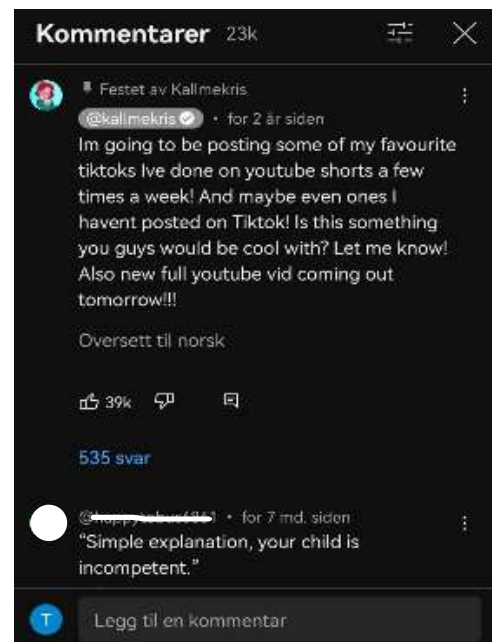 Kommentarer 23k
Festet av Kallmekris
@kallmekris • for 2 år siden
Im going to be posting some of my favourite
tiktoks Ive done on youtube shorts a few
times a week! And maybe even ones I
havent posted on Tiktok! Is this something
you guys would be cool with? Let me know!
Also new full youtube vid coming out
tomorrow!!!
Oversett til norsk
39k
535 svar
• for 7 md. siden
“Simple explanation, your child is
incompetent.”
T Legg til en kommentar